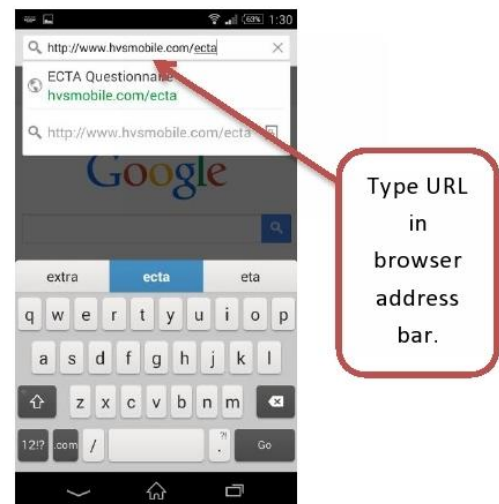 63% 1:30
http://www.hvsmobile.com/ecta
ECTA Questionnaire
hvsmobile.com/ecta
http://www.hvsmobile.com/ecta
Google
Type URL
in
browser
address
bar.
extra ecta eta
q w e r t y u i o p
a s d f g h j k l
z x c v b n m
12!? .com / ?! . Go